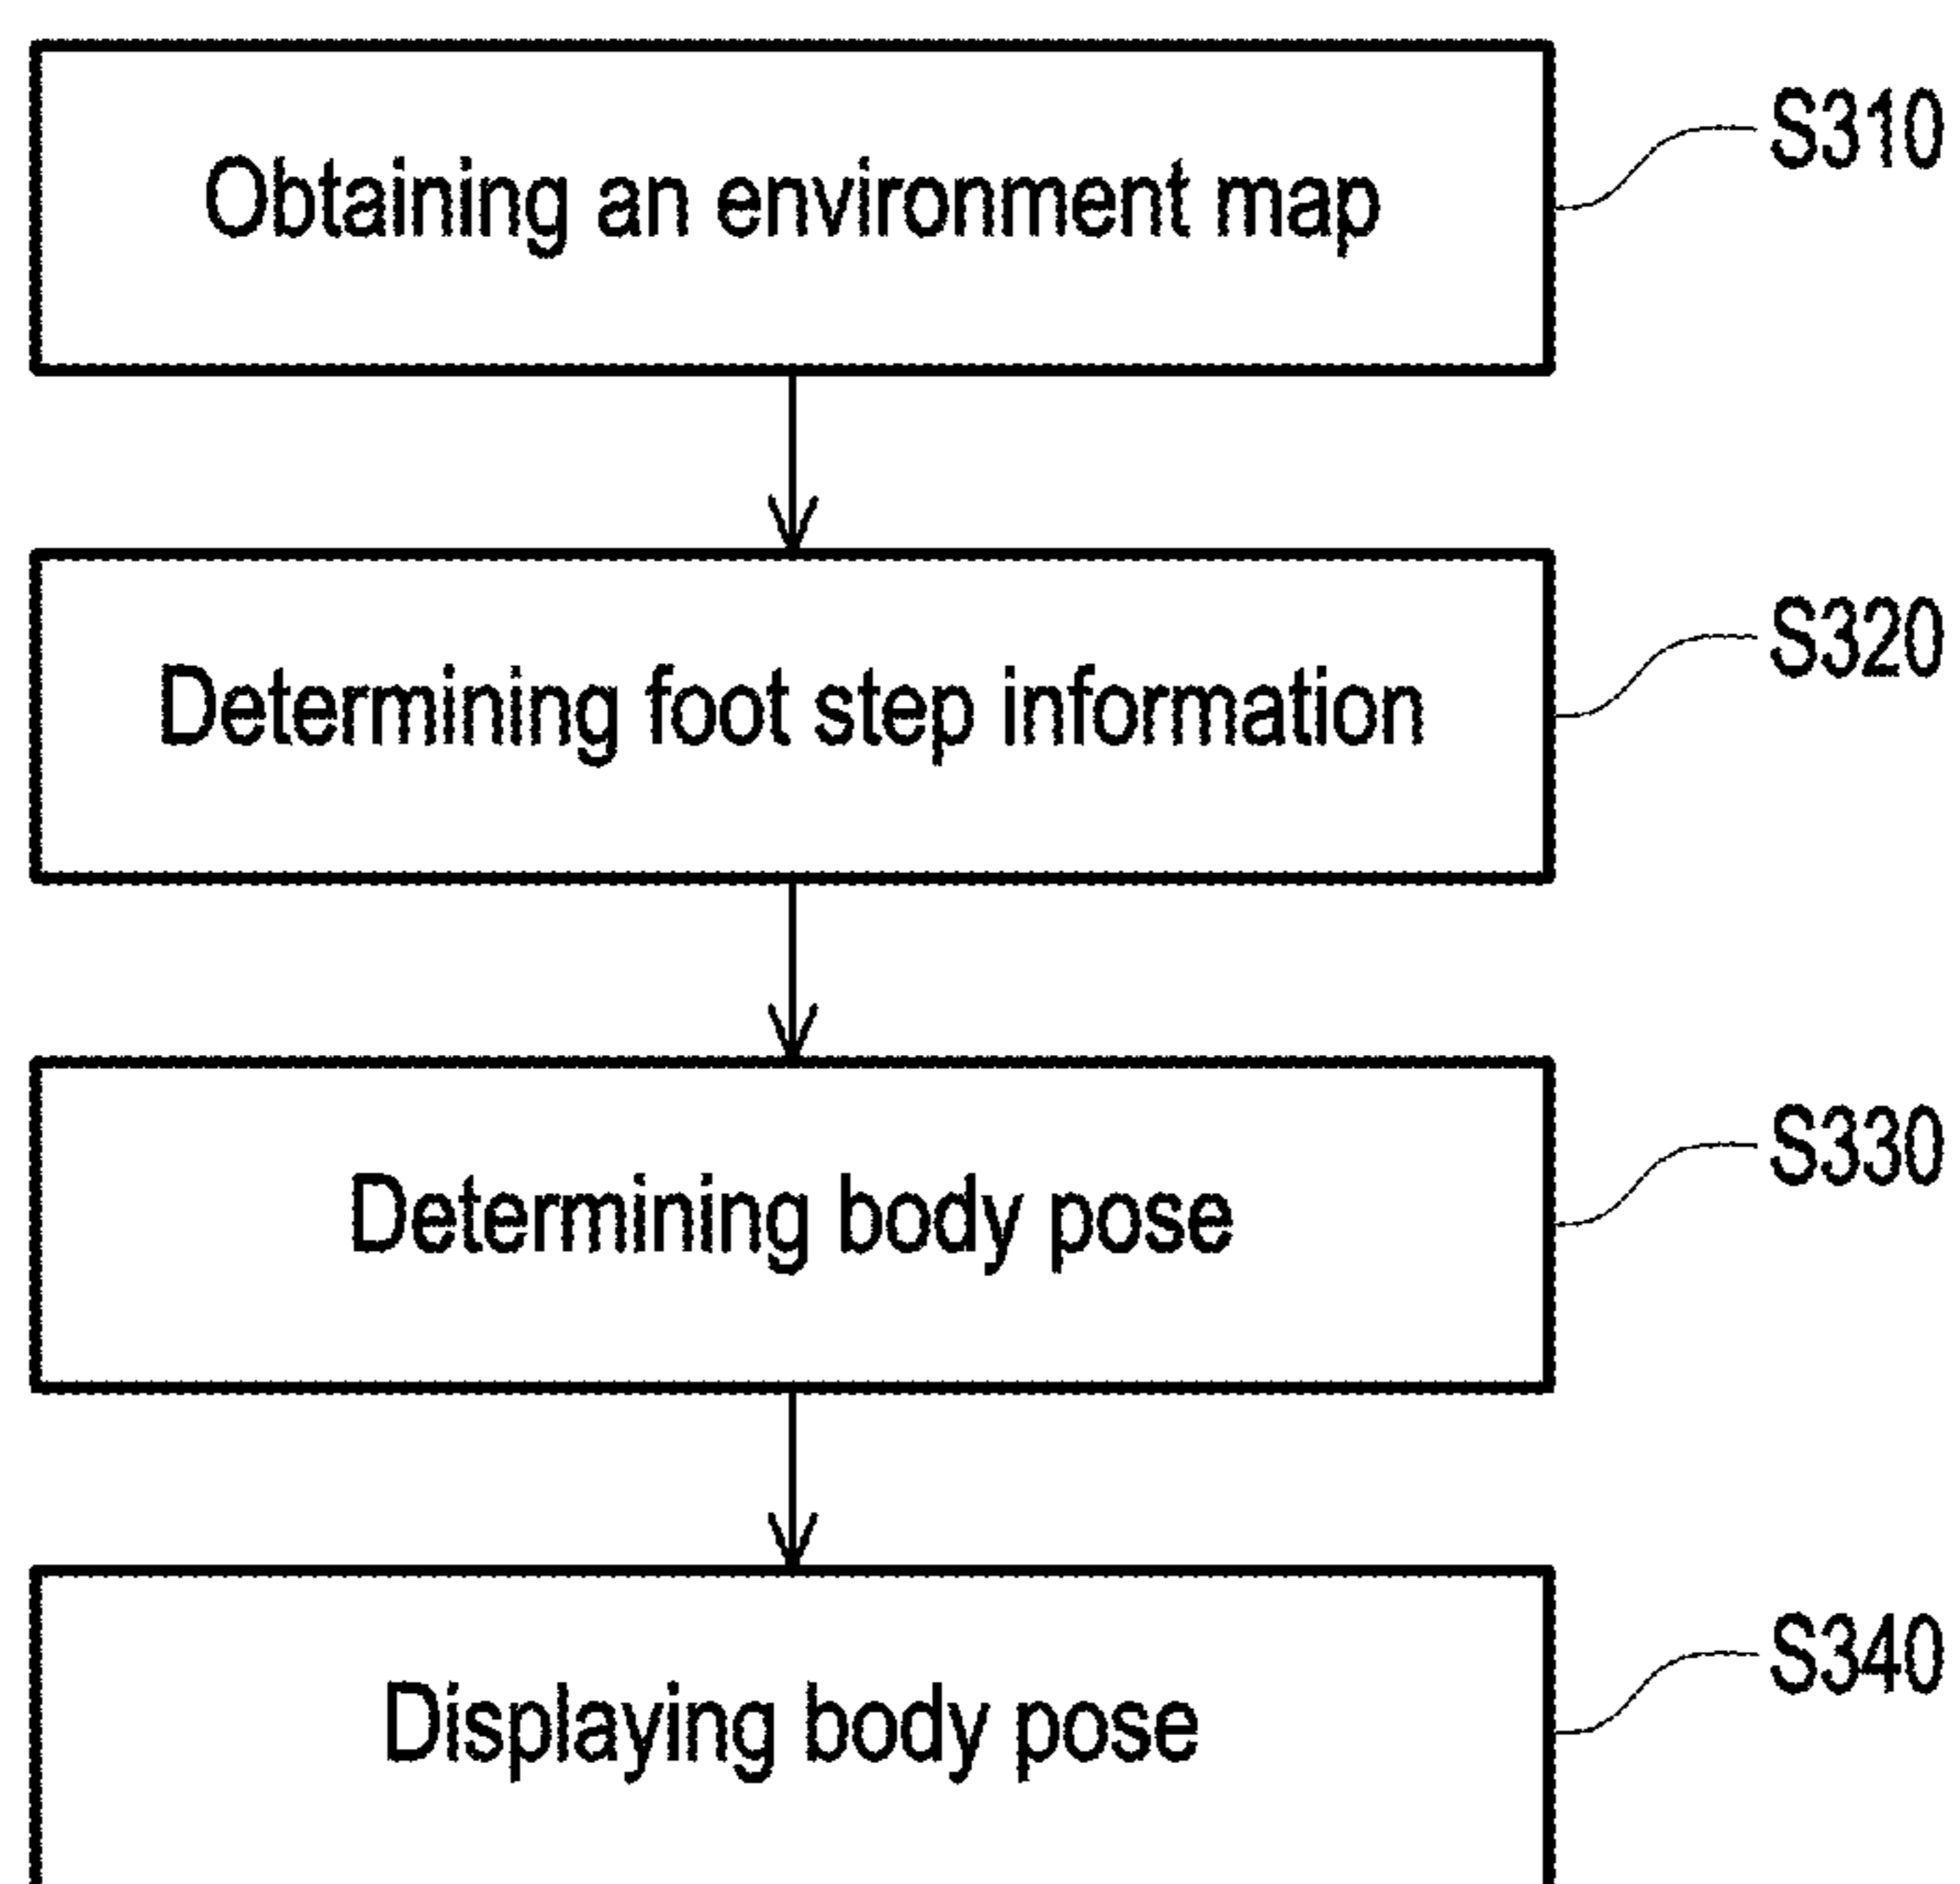 Obtaining an environment map
S310
Determining foot step information
S320
Determining body pose
S330
Displaying body pose
S340